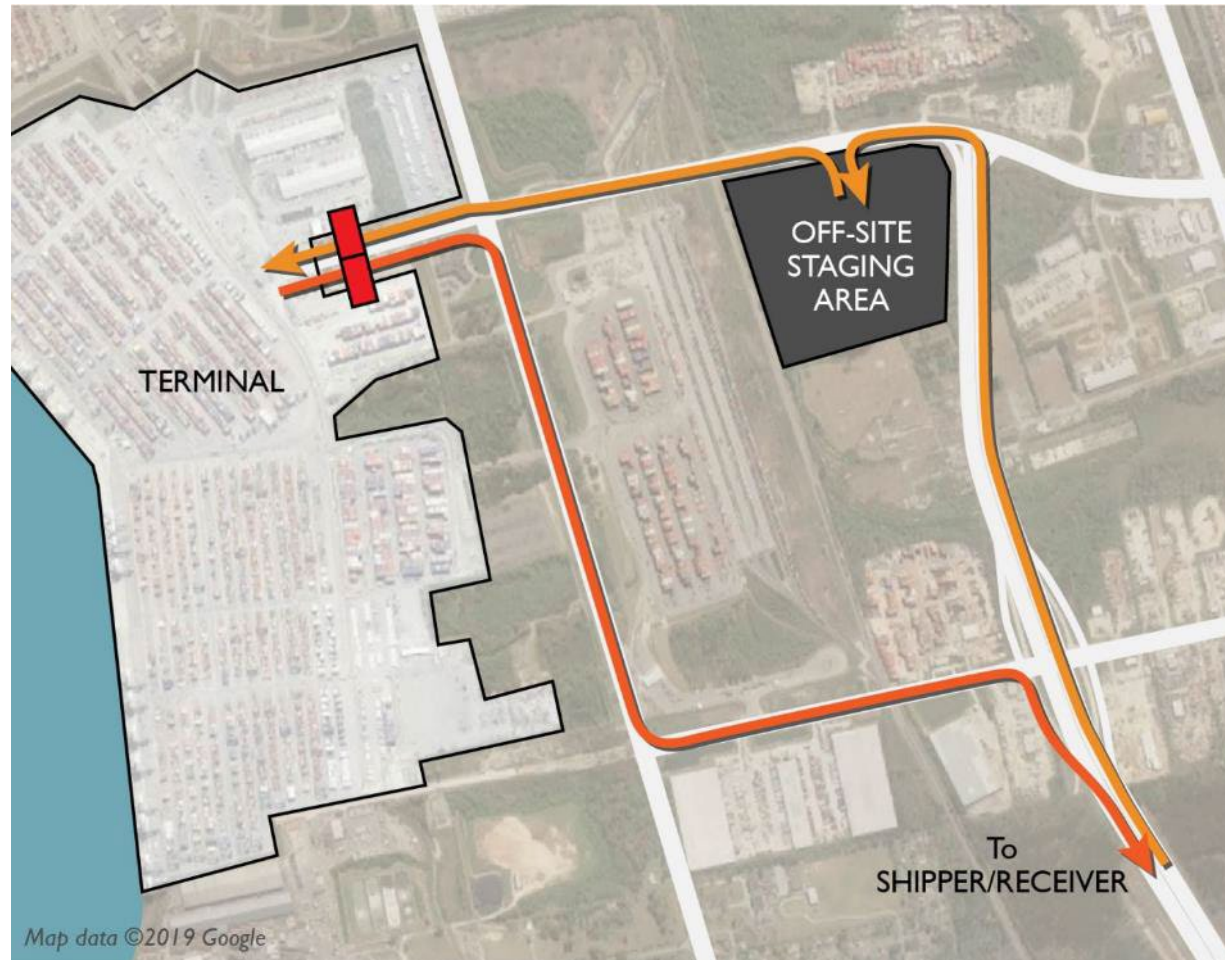 OFF-SITE
STAGING
AREA
TERMINAL
To
SHIPPER/RECEIVER
Map data ©2019 Google